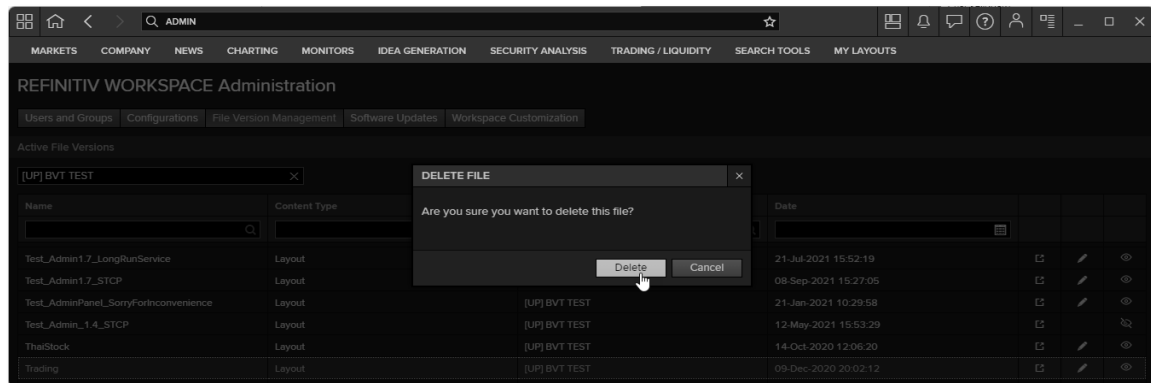 ADMIN
MARKETS COMPANY NEWS CHARTING MONITORS IDEA GENERATION SECURITY ANALYSIS TRADING / LIQUIDITY SEARCH TOOLS MY LAYOUTS
REFINITIV WORKSPACE Administration
Users and Groups Configurations File Version Management Software Updates Workspace Customization
Active File Versions
[UP] BVT TEST
DELETE FILE
Name Content Type Date
Are you sure you want to delete this file?
Test_Admin1.7_LongRunService Layout 21-Jul-2021 15:52:19
Delete Cancel
Test_Admin1.7_STCP Layout 08-Sep-2021 15:27:05
Test_AdminPanel_SorryForInconvenience Layout [UP] BVT TEST 21-Jan-2021 10:29:58
Test_Admin_1.4_STCP Layout [UP] BVT TEST 12-May-2021 15:53:29
ThaiStock Layout [UP] BVT TEST 14-Oct-2020 12:06:20
Trading Layout [UP] BVT TEST 09-Dec-2020 20:02:12